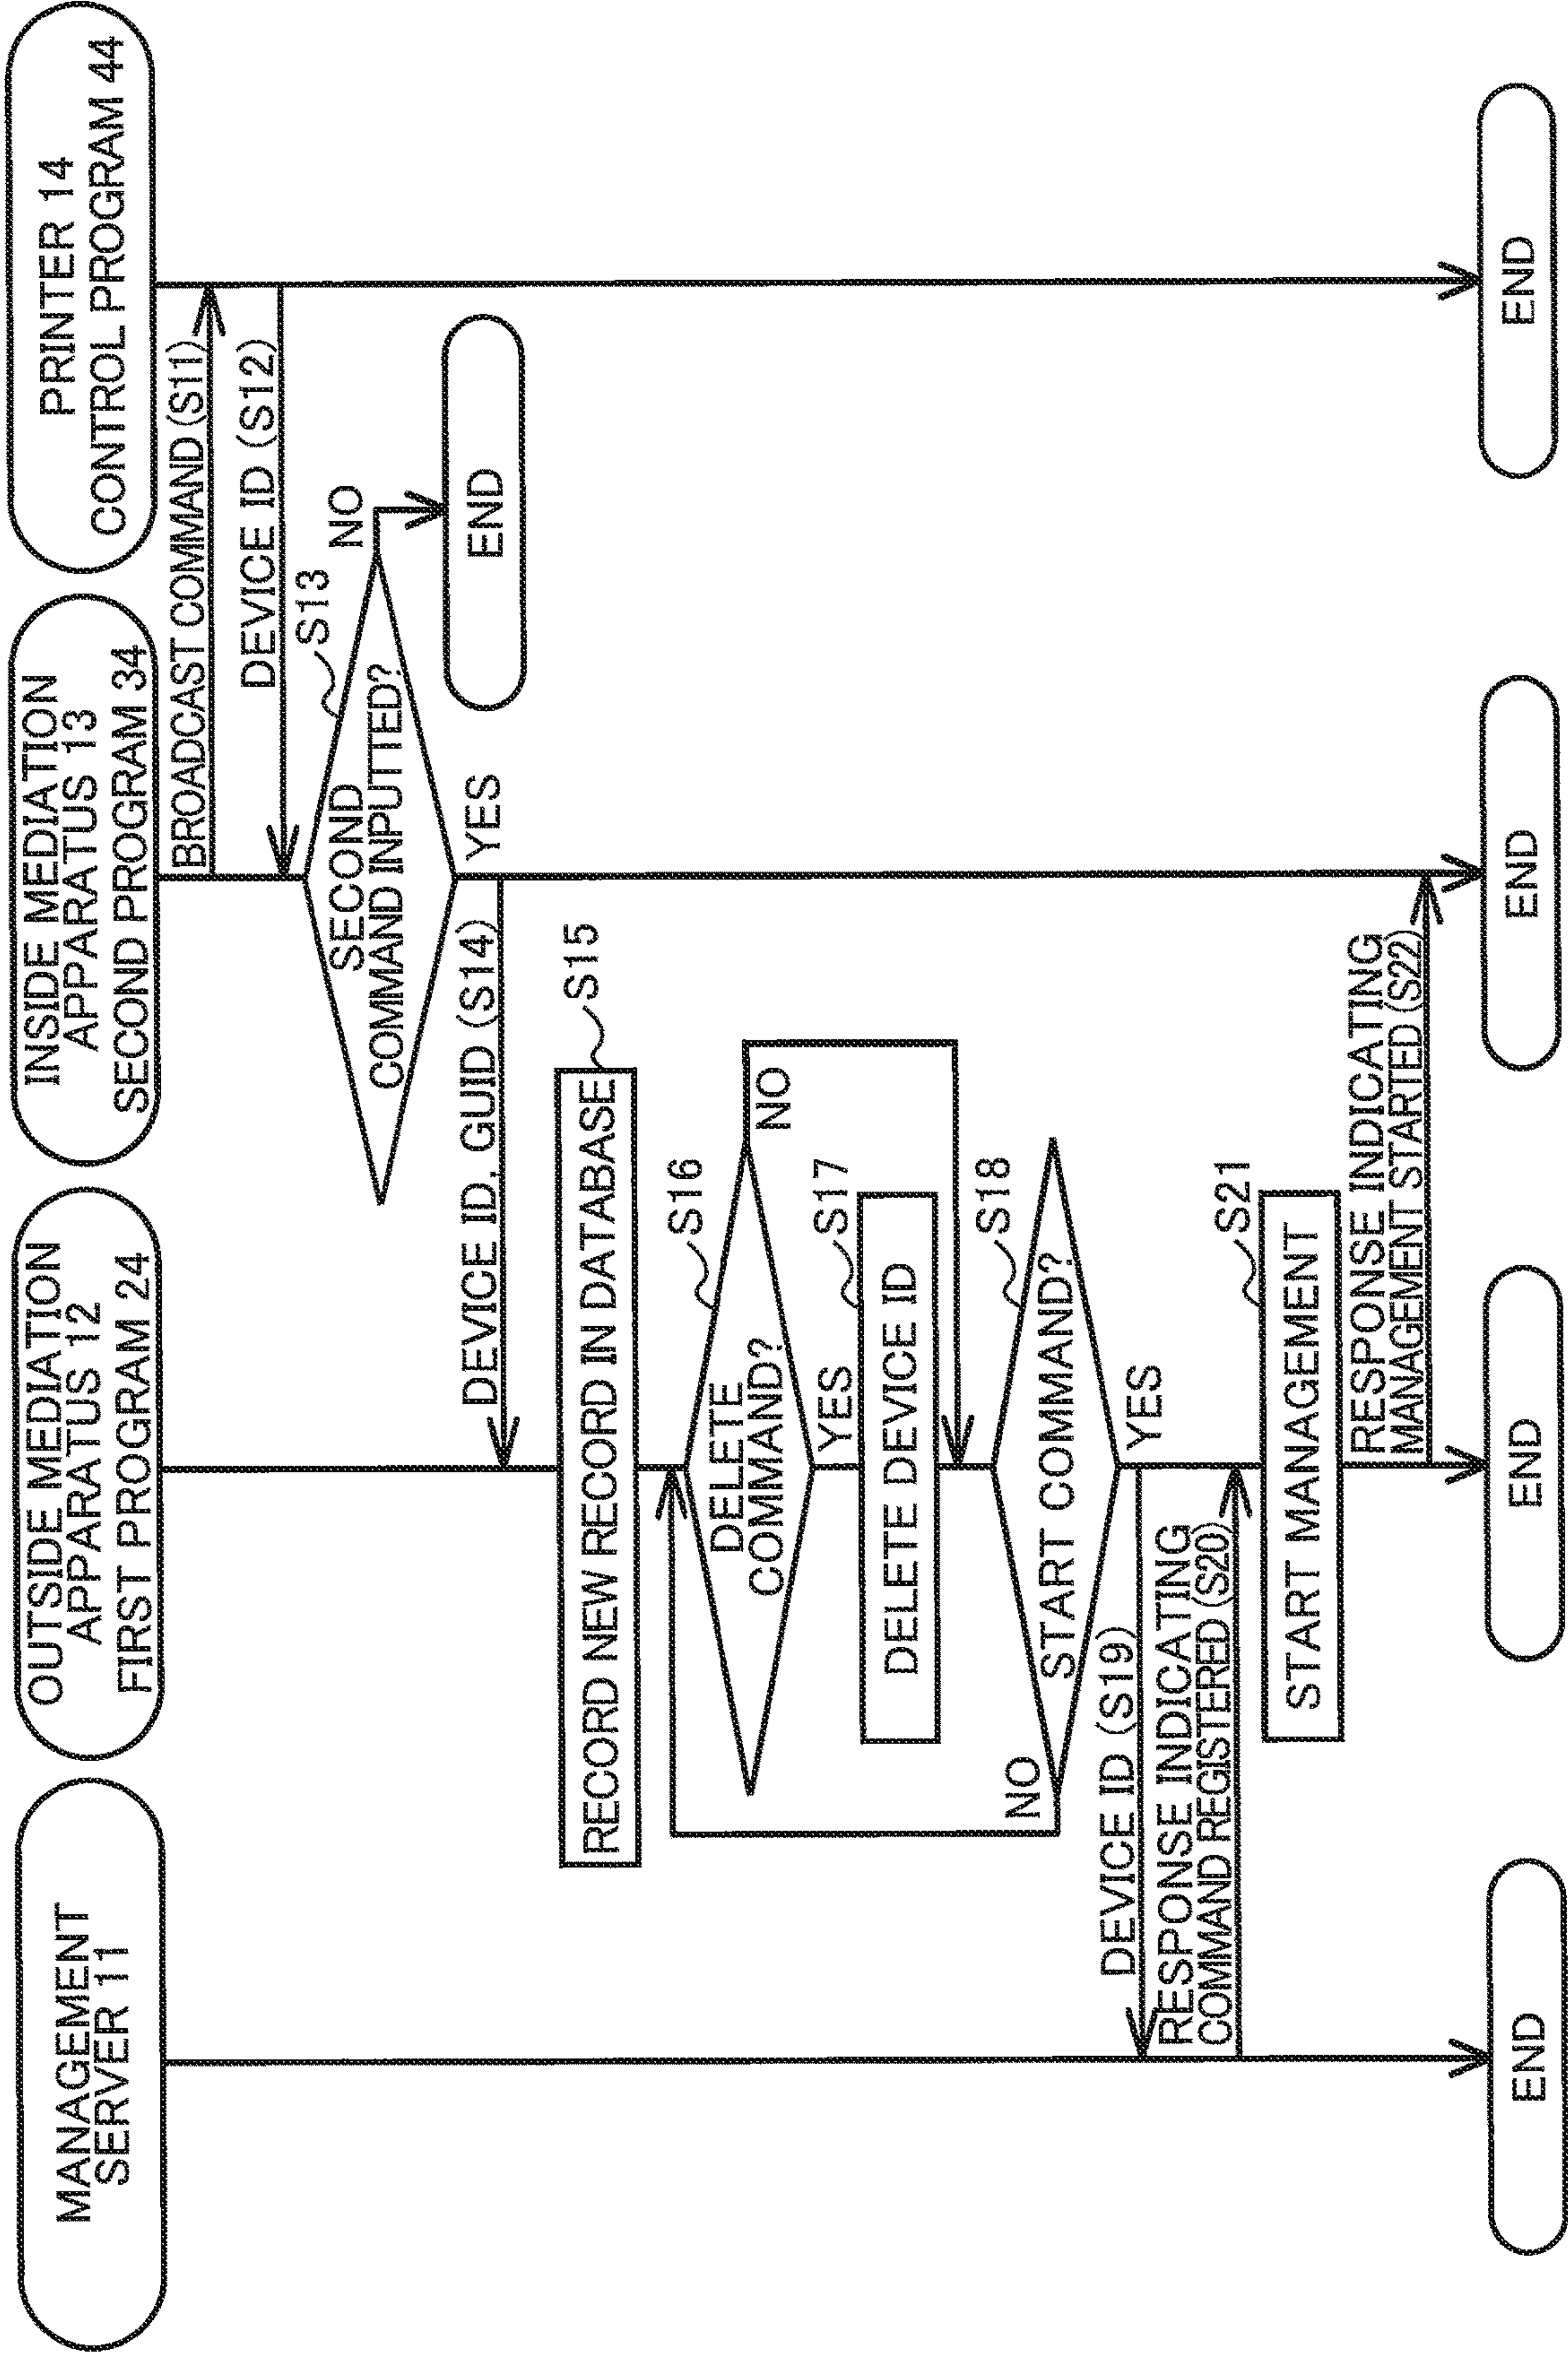 MANAGEMENT
SERVER 11
OUTSIDE MEDIATION
APPARATUS 12
FIRST PROGRAM 24
INSIDE MEDIATION
APPARATUS 13
SECOND PROGRAM 34
PRINTER 14
CONTROL PROGRAM 44
BROADCAST COMMAND (S11)
DEVICE ID (S12)
S13
SECOND
COMMAND INPUTTED?
NO
END
YES
DEVICE ID, GUID (S14)
S15
RECORD NEW RECORD IN DATABASE
S16
DELETE
COMMAND?
NO
YES
S17
DELETE DEVICE ID
S18
START COMMAND?
NO
YES
DEVICE ID (S19)
RESPONSE INDICATING
COMMAND REGISTERED (S20)
S21
START MANAGEMENT
RESPONSE INDICATING
MANAGEMENT STARTED (S22)
END
END
END
END